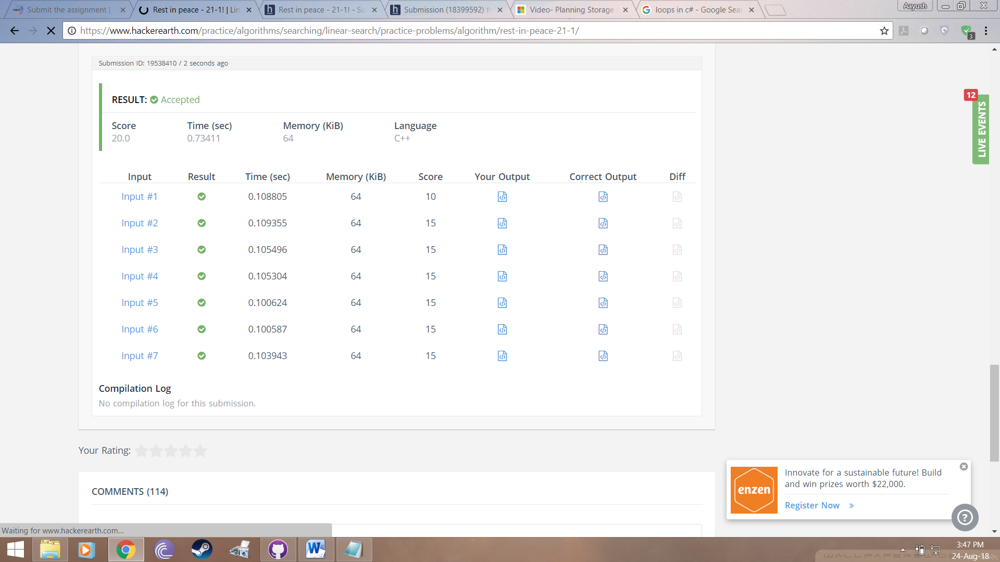 Submit the assignment |
Rest in peace - 21-1! | Lin
Rest in peace - 21-1! - Su
Submission (18399592) fo
Video- Planning Storage
loops in c# - Google Sear
Aayush
https://www.hackerearth.com/practice/algorithms/searching/linear-search/practice-problems/algorithm/rest-in-peace-21-1/
3
Submission ID: 19538410 / 2 seconds ago
RESULT: Accepted
Score Time (sec) Memory (KiB) Language
20.0 0.73411 64 C++
Input Result Time (sec) Memory (KiB) Score Your Output Correct Output Diff
Input #1 0.108805 64 10
Input #2 0.109355 64 15
Input #3 0.105496 64 15
Input #4 0.105304 64 15
Input #5 0.100624 64 15
Input #6 0.100587 64 15
Input #7 0.103943 64 15
Compilation Log
No compilation log for this submission.
Your Rating:
COMMENTS (114)
12
LIVE EVENTS
enzen
Innovate for a sustainable future! Build
and win prizes worth $22,000.
Register Now »
?
Waiting for www.hackerearth.com...
3:47 PM
24-Aug-18